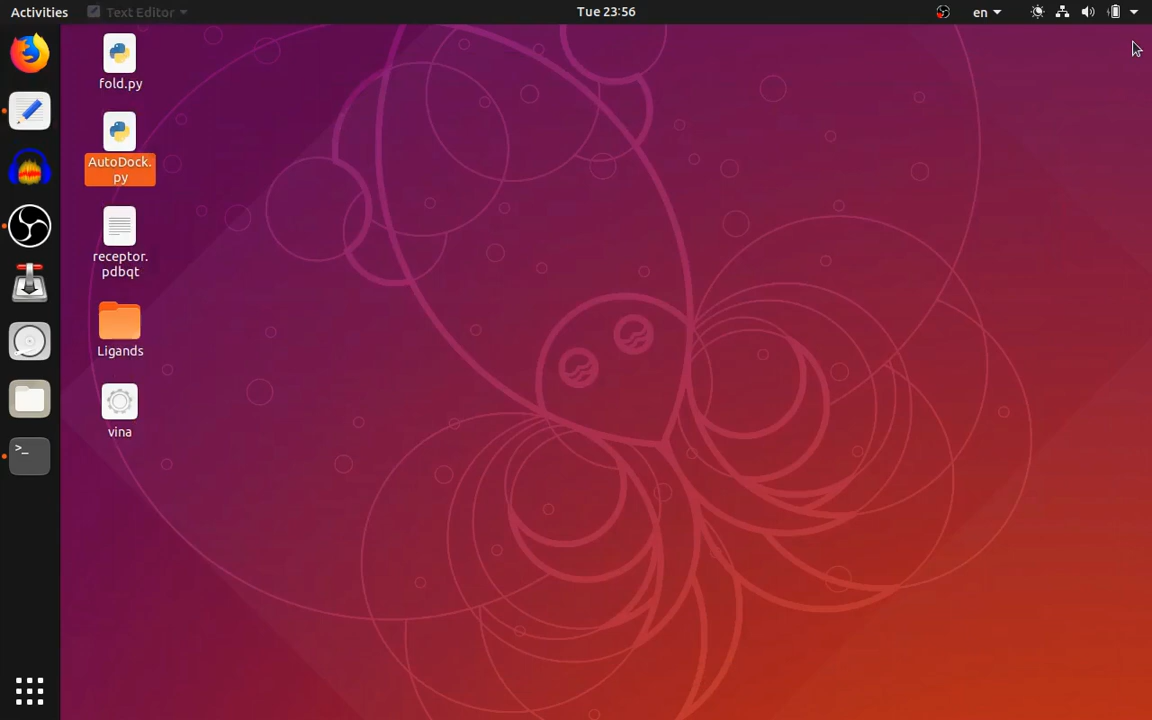 Activities
Text Editor
Tue 23:56
en
fold.py
AutoDock.
py
receptor.
pdbqt
Ligands
vina
>_